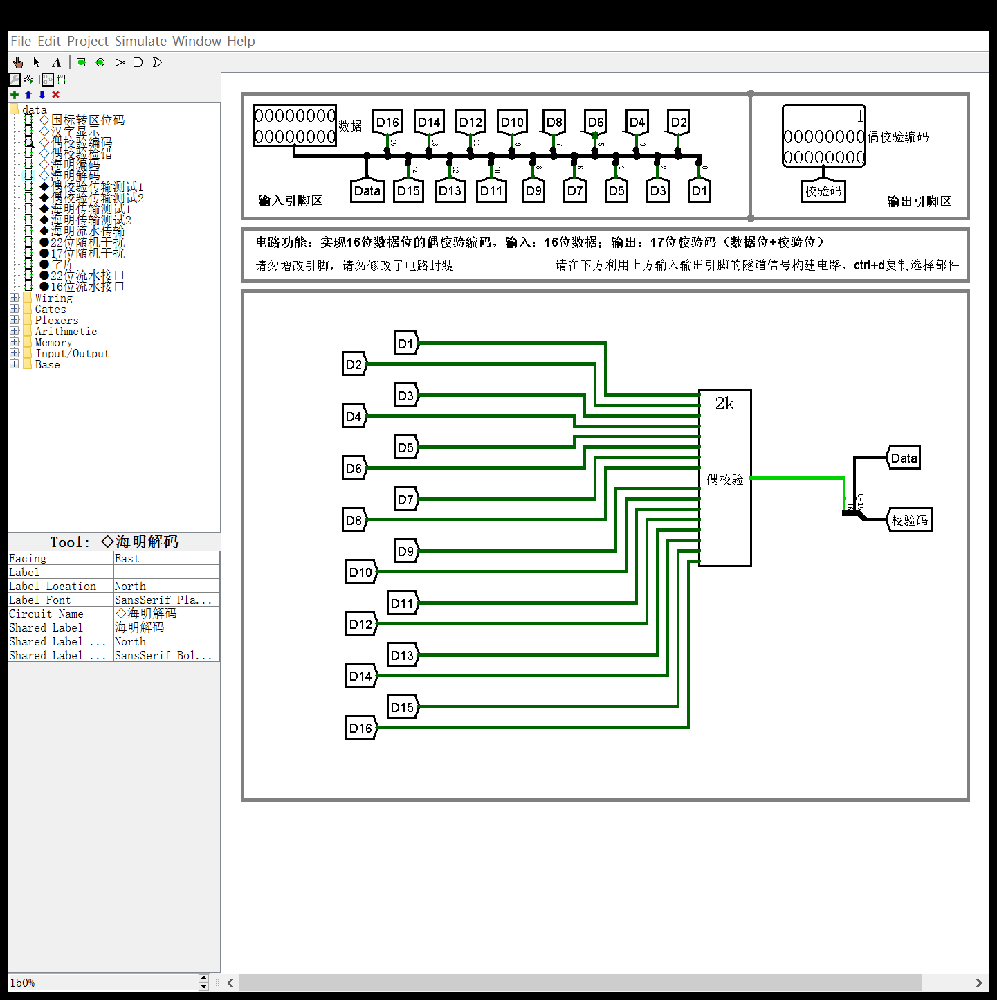 File Edit Project Simulate Window Help
A
data
◇国标转区位码
◇汉字显示
◇偶校验编码
◇偶校验检错
◇海明编码
◇海明解码
◆偶校验传输测试1
◆偶校验传输测试2
◆海明传输测试1
◆海明传输测试2
◆海明流水传输
●22位随机干扰
●17位随机干扰
●字库
●22位流水接口
●16位流水接口
Wiring
Gates
Plexers
Arithmetic
Memory
Input/Output
Base
Tool: ◇海明解码
Facing East
Label
Label Location North
Label Font SansSerif Pla...
Circuit Name ◇海明解码
Shared Label 海明解码
Shared Label ... North
Shared Label ... SansSerif Bol...
150%
00000000
00000000
数据
D16 D14 D12 D10 D8 D6 D4 D2
15 13 11 9 7 5 3 1
14 12 10 8 6 4 2 0
Data D15 D13 D11 D9 D7 D5 D3 D1
输入引脚区
1
00000000
00000000
偶校验编码
校验码
输出引脚区
电路功能：实现16位数据位的偶校验编码，输入：16位数据；输出：17位校验码（数据位+校验位）
请勿增改引脚，请勿修改子电路封装
请在下方利用上方输入输出引脚的隧道信号构建电路，ctrl+d复制选择部件
D1
D2
D3
D4
D5
D6
D7
D8
D9
D10
D11
D12
D13
D14
D15
D16
2k
偶校验
Data
0-15
16
校验码